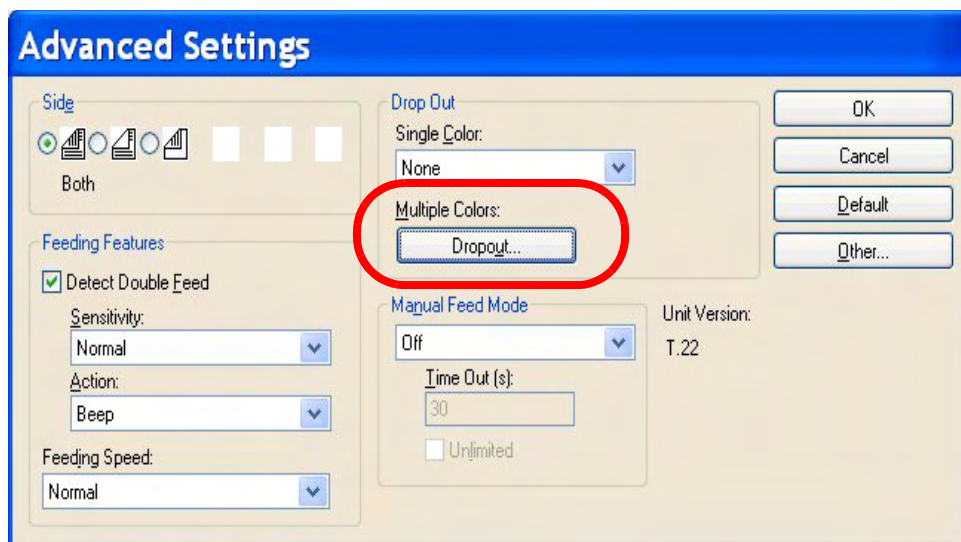 Advanced Settings
Side
Both
Feeding Features
Detect Double Feed
Sensitivity:
Normal
Action:
Beep
Feeding Speed:
Normal
Drop Out
Single Color:
None
Multiple Colors:
Dropout...
Manual Feed Mode
Off
Time Out (s):
30
Unlimited
OK
Cancel
Default
Other...
Unit Version:
T.22